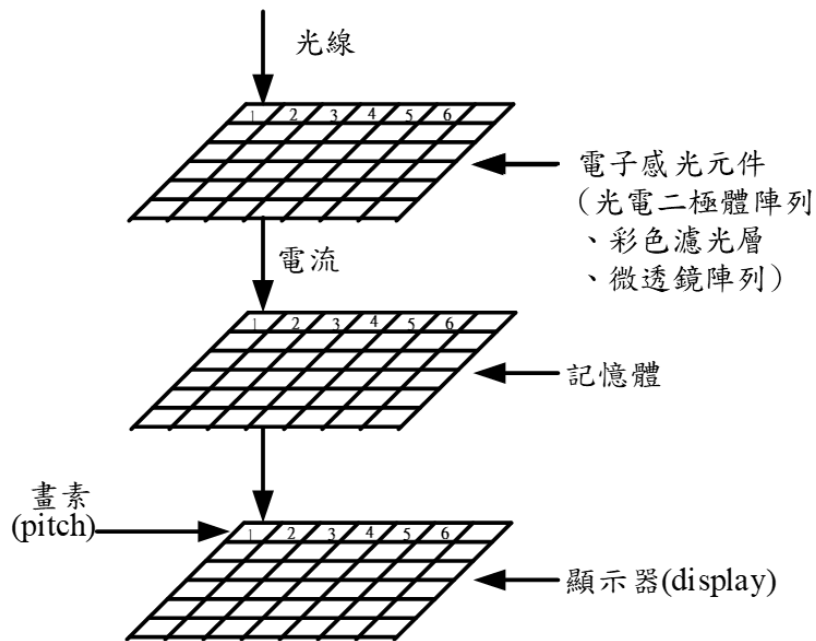 光線
1 2 3 4 5 6
電子感光元件
（光電二極體陣列
、彩色濾光層
、微透鏡陣列）
電流
1 2 3 4 5 6
記憶體
畫素
(pitch)
1 2 3 4 5 6
顯示器(display)